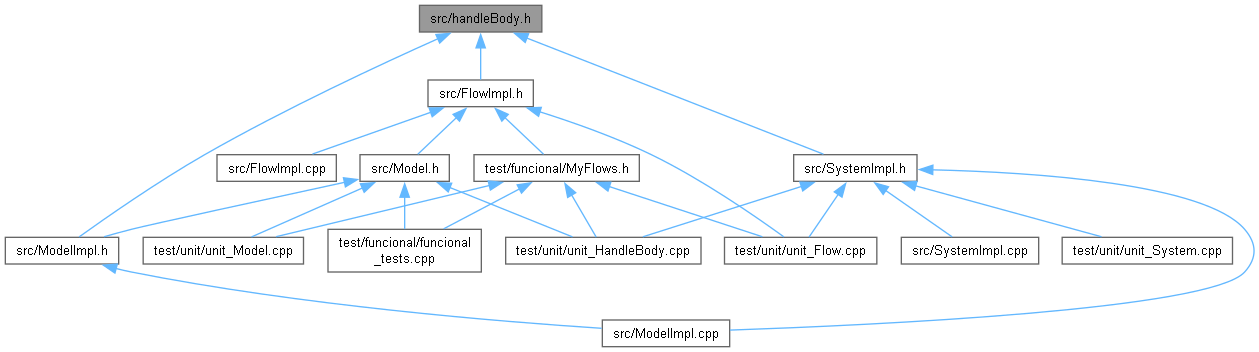 src/handleBody.h
src/FlowImpl.h
src/FlowImpl.cpp
src/Model.h
test/funcional/MyFlows.h
src/SystemImpl.h
src/ModelImpl.h
test/unit/unit_Model.cpp
test/funcional/funcional
_tests.cpp
test/unit/unit_HandleBody.cpp
test/unit/unit_Flow.cpp
src/SystemImpl.cpp
test/unit/unit_System.cpp
src/ModelImpl.cpp